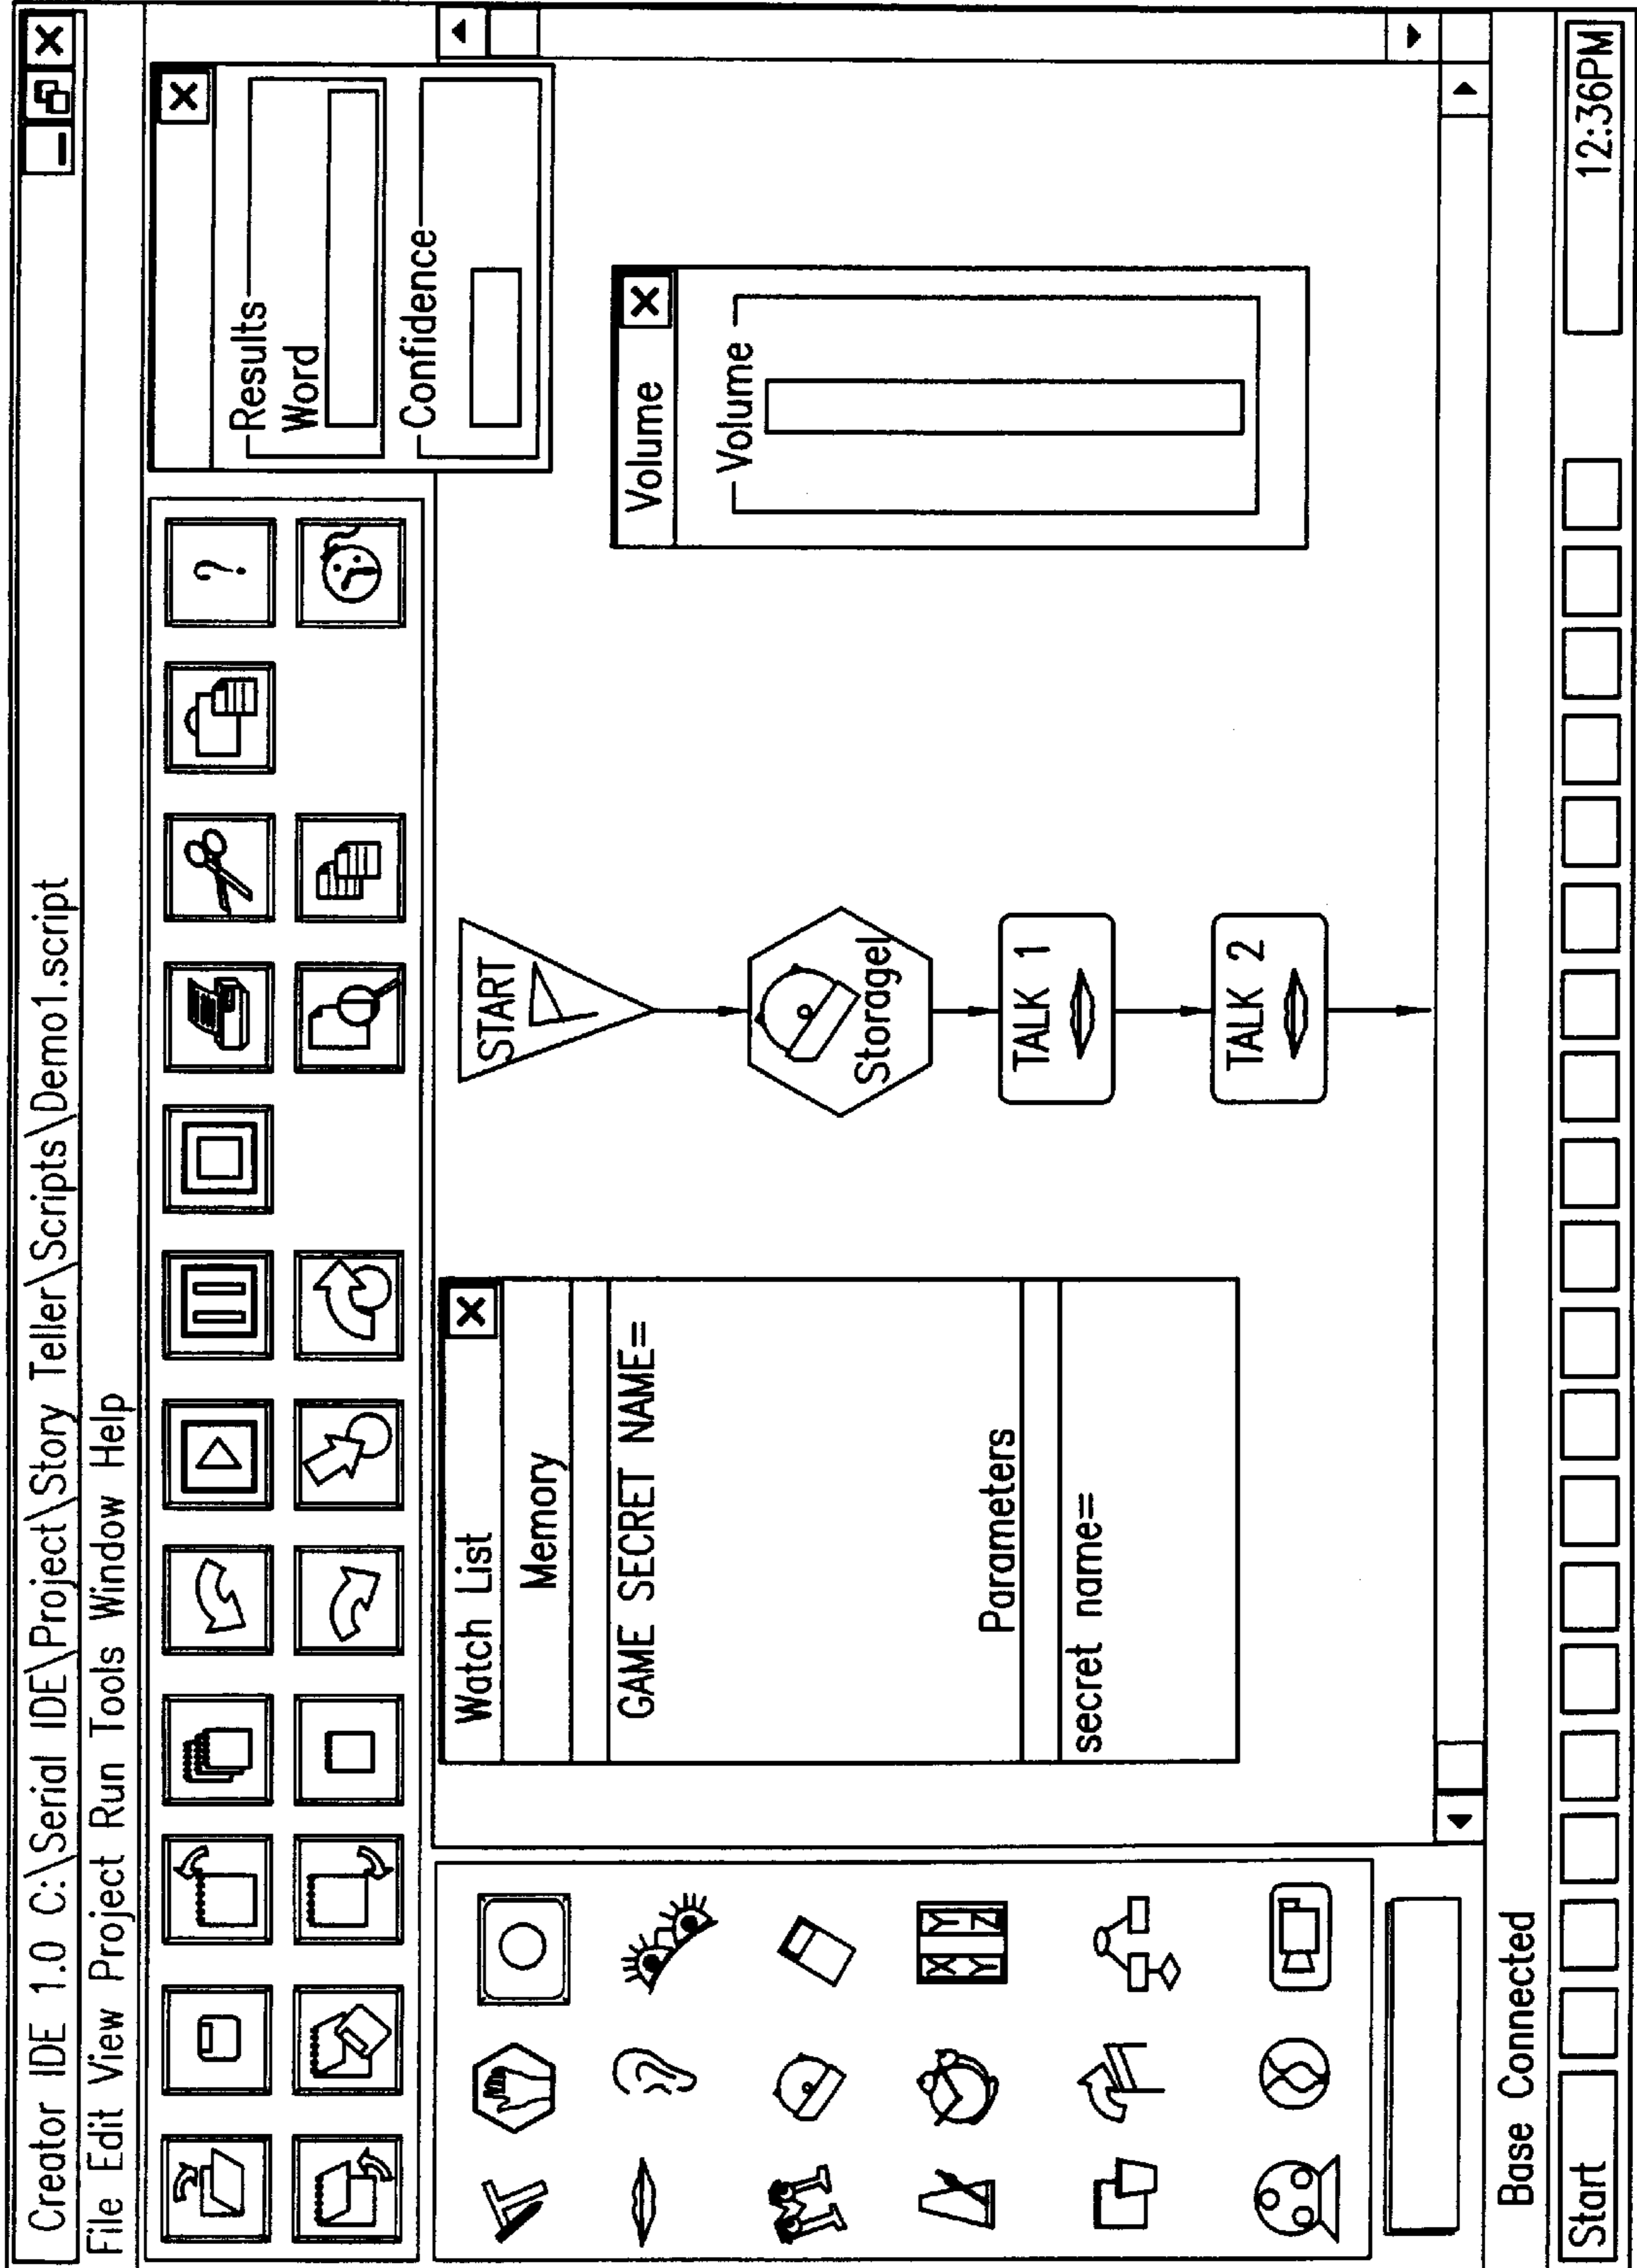 Creator IDE 1.0 C:\Serial IDE\Project\Story Teller\Scripts\Demo1.script
File Edit View Project Run Tools Window Help
?
Results
Word
Confidence
Watch List
Memory
GAME SECRET NAME=
Parameters
secret name=
START
Storagel
TALK 1
TALK 2
Volume
Volume
X Y
Y Z
Base Connected
Start
12:36PM